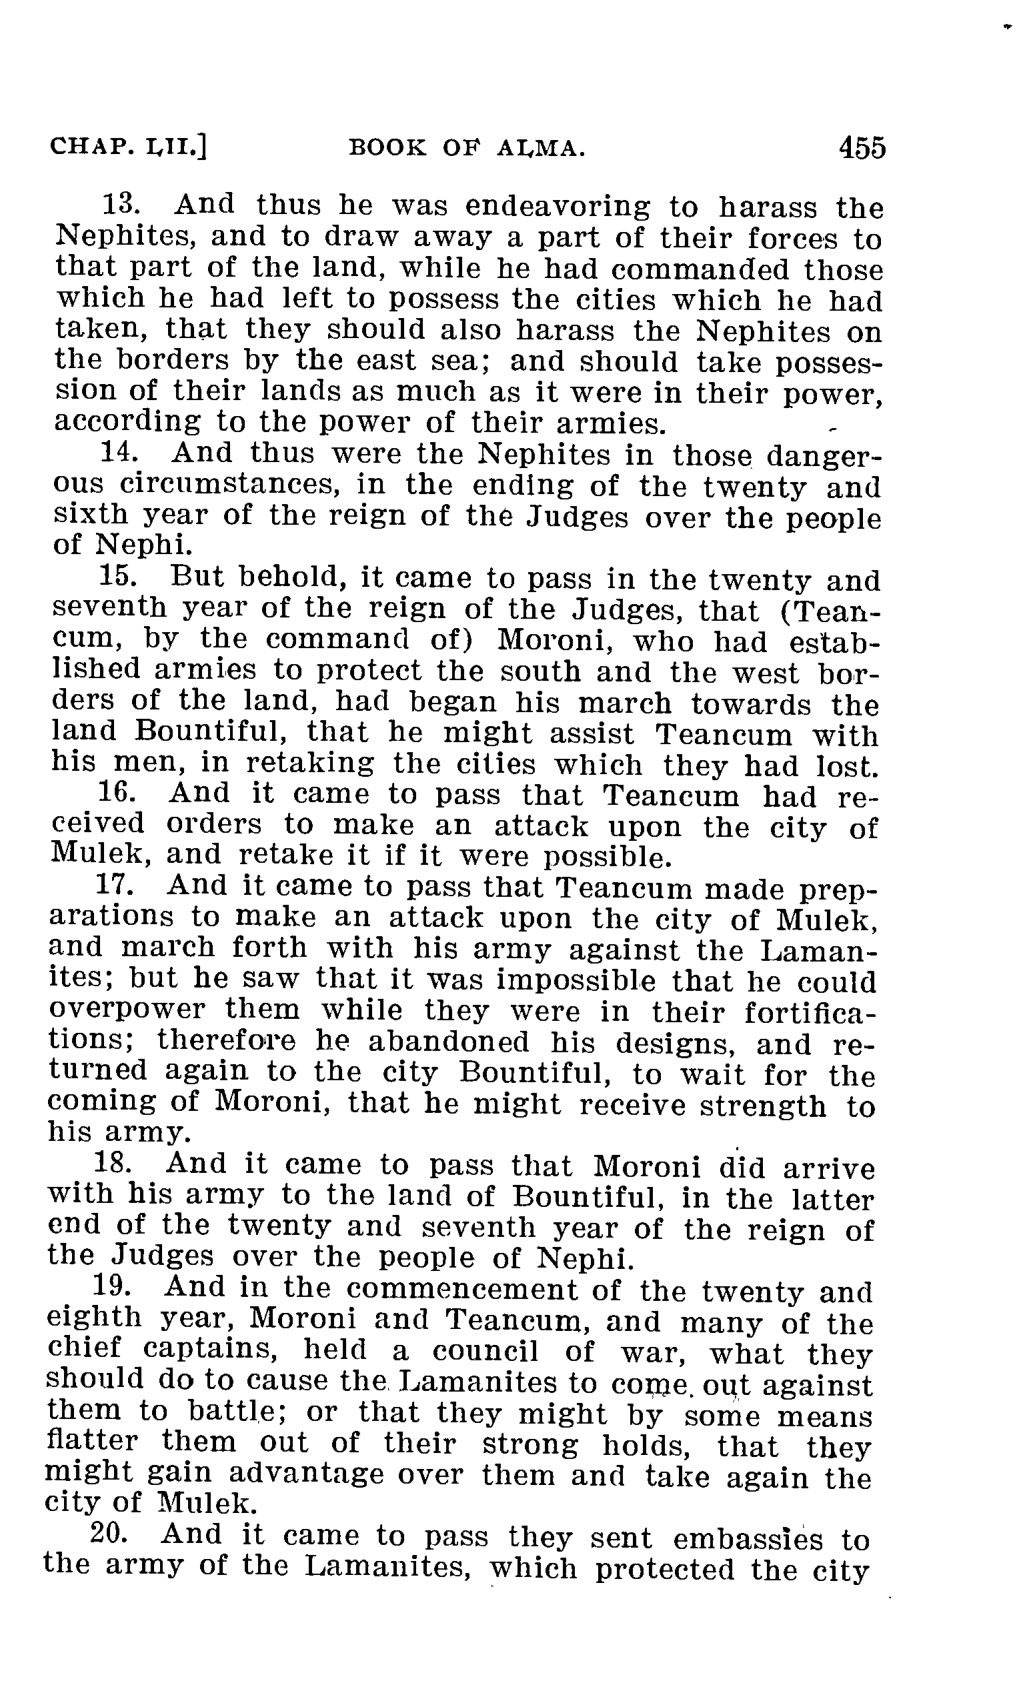 CHAP. LII.] BOOK OF ALMA. 455
13. And thus he was endeavoring to harass the
Nephites, and to draw away a part of their forces to
that part of the land, while he had commanded those
which he had left to possess the cities which he had
taken, that they should also harass the Nephites on
the borders by the east sea; and should take posses-
sion of their lands as much as it were in their power,
according to the power of their armies.
14. And thus were the Nephites in those danger-
ous circumstances, in the ending of the twenty and
sixth year of the reign of the Judges over the people
of Nephi.
15. But behold, it came to pass in the twenty and
seventh year of the reign of the Judges, that (Tean-
cum, by the command of) Moroni, who had estab-
lished armies to protect the south and the west bor-
ders of the land, had began his march towards the
land Bountiful, that he might assist Teancum with
his men, in retaking the cities which they had lost.
16. And it came to pass that Teancum had re-
ceived orders to make an attack upon the city of
Mulek, and retake it if it were possible.
17. And it came to pass that Teancum made prep-
arations to make an attack upon the city of Mulek,
and march forth with his army against the Laman-
ites; but he saw that it was impossible that he could
overpower them while they were in their fortifica-
tions; therefore he abandoned his designs, and re-
turned again to the city Bountiful, to wait for the
coming of Moroni, that he might receive strength to
his army.
18. And it came to pass that Moroni did arrive
with his army to the land of Bountiful, in the latter
end of the twenty and seventh year of the reign of
the Judges over the people of Nephi.
19. And in the commencement of the twenty and
eighth year, Moroni and Teancum, and many of the
chief captains, held a council of war, what they
should do to cause the Lamanites to come out against
them to battle; or that they might by some means
flatter them out of their strong holds, that they
might gain advantage over them and take again the
city of Mulek.
20. And it came to pass they sent embassies to
the army of the Lamanites, which protected the city